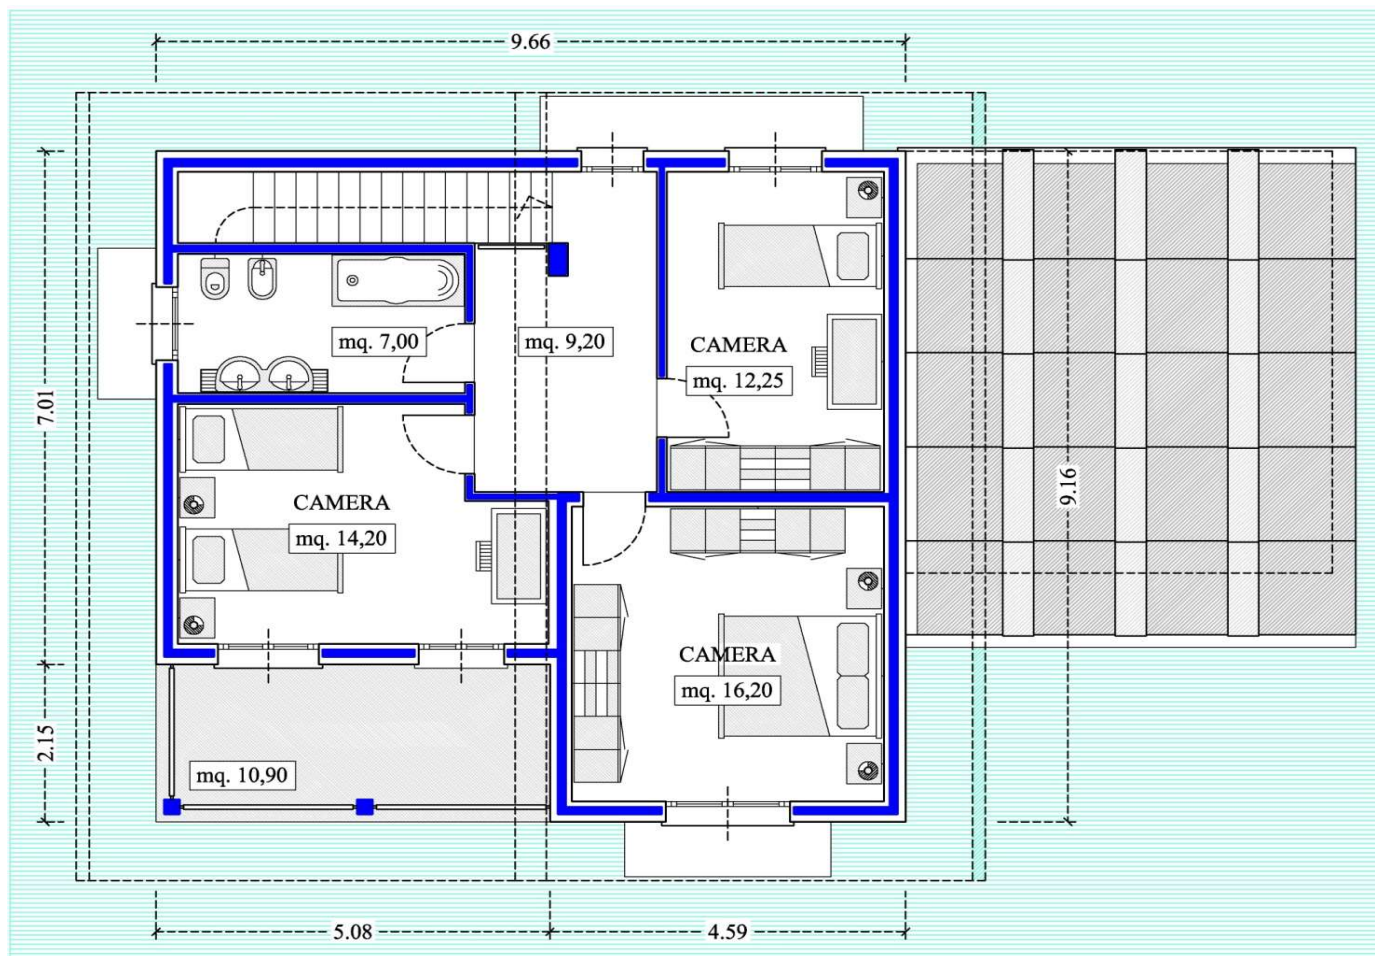 9.66
mq. 7,00
mq. 9,20
CAMERA
mq. 12,25
7.01
9.16
CAMERA
mq. 14,20
CAMERA
mq. 16,20
2.15
mq. 10,90
5.08
4.59